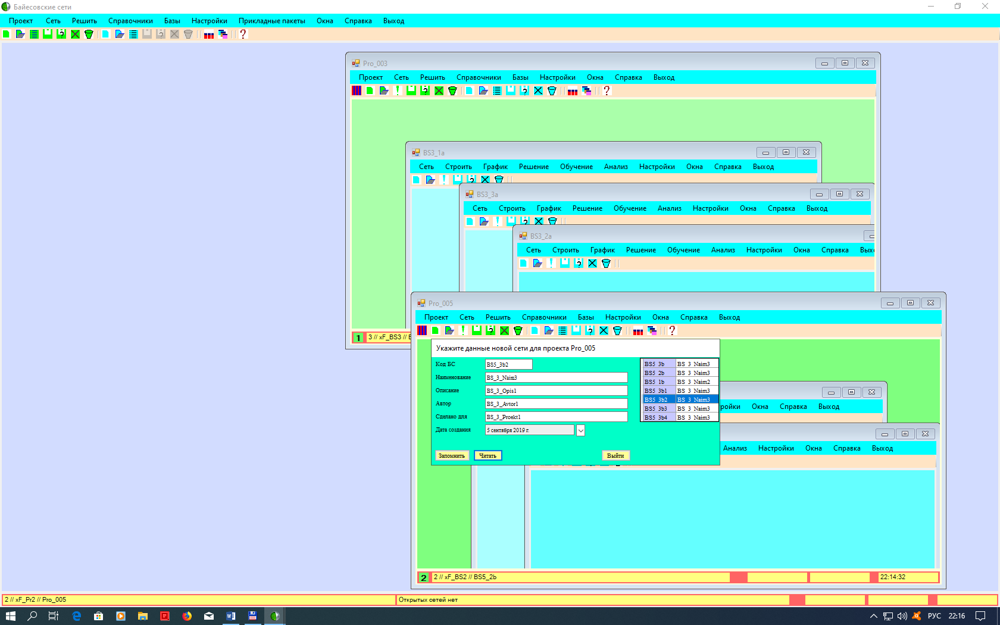 Байесовские сети
Проект Сеть Решить Справочники Базы Настройки Прикладные пакеты Окна Справка Выход
Pro_003
Проект Сеть Решить Справочники Базы Настройки Окна Справка Выход
BS3_1a
Сеть Строить График Решение Обучение Анализ Настройки Окна Справка Выход
BS3_3a
Сеть Строить График Решение Обучение Анализ Настройки Окна Справка Выход
BS3_2a
Сеть Строить График Решение Обучение Анализ Настройки Окна Справка
1 3 // xF_BS3 //
Pro_005
Проект Сеть Решить Справочники Базы Настройки Окна Справка Выход
Укажите данные новой сети для проекта Pro_005
Код БС BS5_3b2
Наименование BS_3_Naim3
Описание BS_3_Opis1
Автор BS_3_Avtor1
Сделано для BS_3_Proekt1
Дата создания 5 сентября 2019 г.
Запомнить Читать Выйти
BS5_3b BS_3_Naim3
BS5_2b BS_3_Naim3
BS5_1b BS_3_Naim2
BS5_3b1 BS_3_Naim3
BS5_3b2 BS_3_Naim3
BS5_3b3 BS_3_Naim3
BS5_3b4 BS_3_Naim3
ройки Окна Справка Выход
Анализ Настройки Окна Справка Выход
2 2 // xF_BS2 // BS5_2b 22:14:32
2 // xF_Pr2 // Pro_005 Открытых сетей нет
РУС 22:16